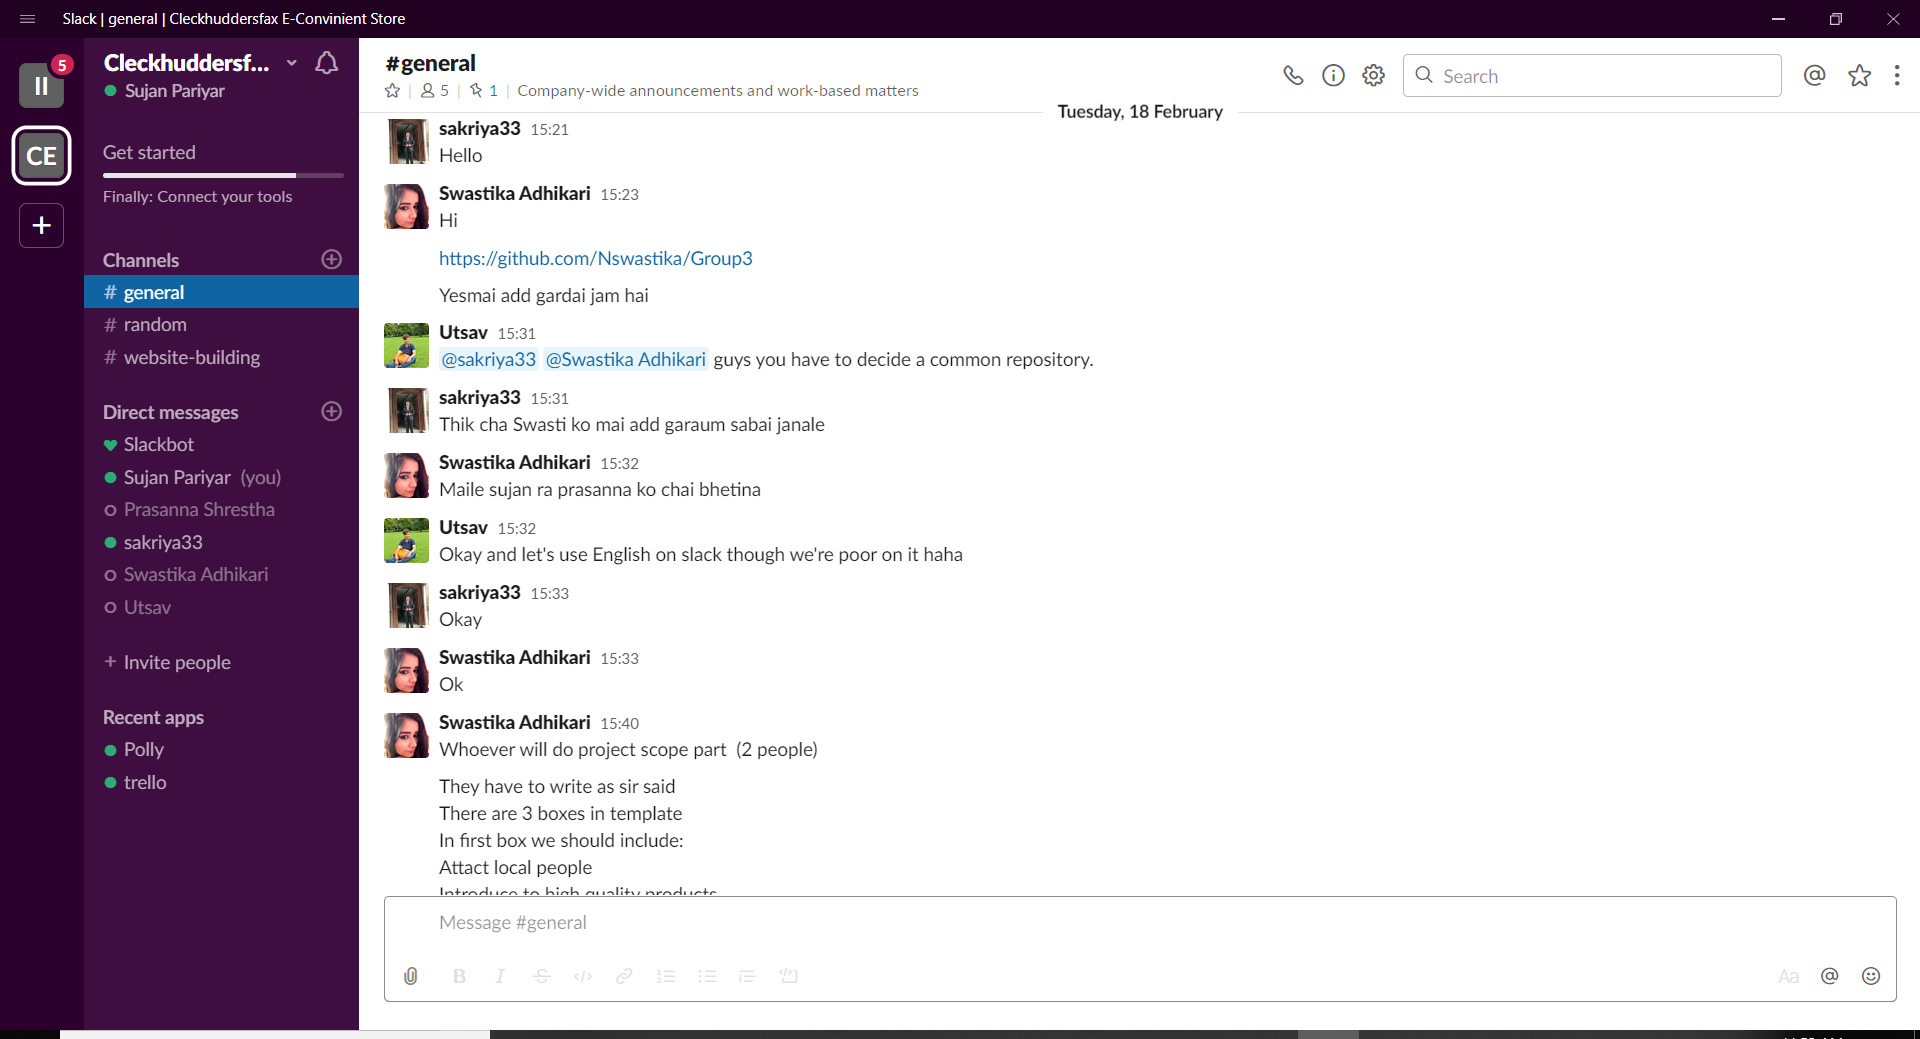 Slack | general | Cleckhuddersfax E-Convinient Store
II
5
CE
+
Cleckhuddersf...
Sujan Pariyar
Get started
Finally: Connect your tools
Channels
# general
# random
# website-building
Direct messages
Slackbot
Sujan Pariyar (you)
Prasanna Shrestha
sakriya33
Swastika Adhikari
Utsav
+ Invite people
Recent apps
Polly
trello
#general
5 | 1 | Company-wide announcements and work-based matters
Search
Tuesday, 18 February
sakriya33 15:21
Hello
Swastika Adhikari 15:23
Hi
https://github.com/Nswastika/Group3
Yesmai add gardai jam hai
Utsav 15:31
@sakriya33 @Swastika Adhikari guys you have to decide a common repository.
sakriya33 15:31
Thik cha Swasti ko mai add garaum sabai janale
Swastika Adhikari 15:32
Maile sujan ra prasanna ko chai bhetina
Utsav 15:32
Okay and let's use English on slack though we're poor on it haha
sakriya33 15:33
Okay
Swastika Adhikari 15:33
Ok
Swastika Adhikari 15:40
Whoever will do project scope part (2 people)
They have to write as sir said
There are 3 boxes in template
In first box we should include:
Attact local people
Introduce to high quality products
Message #general
B I S </> Aa @